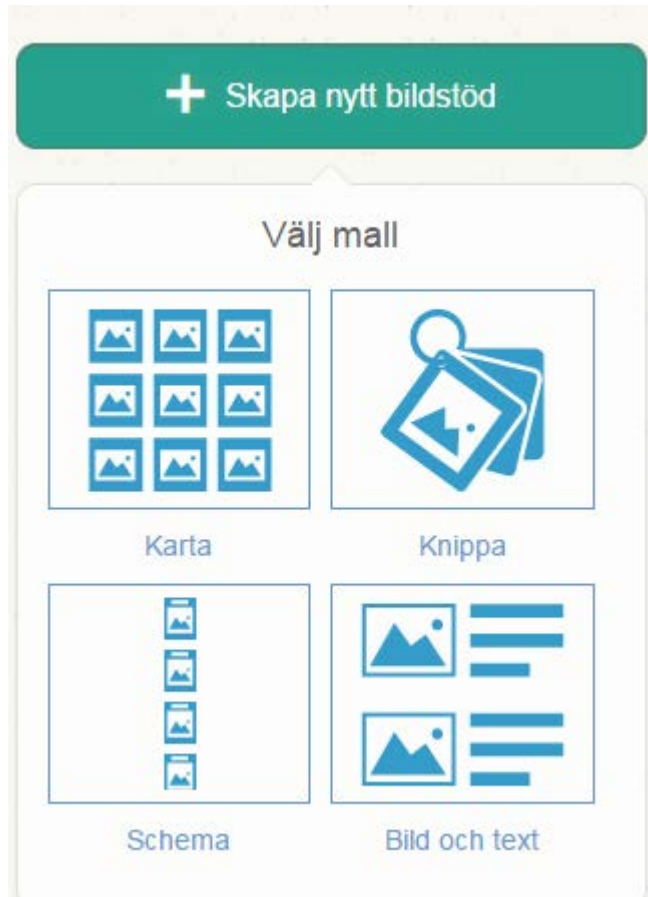 Skapa nytt bildstöd
Välj mall
Karta
Knippa
Schema
Bild och text